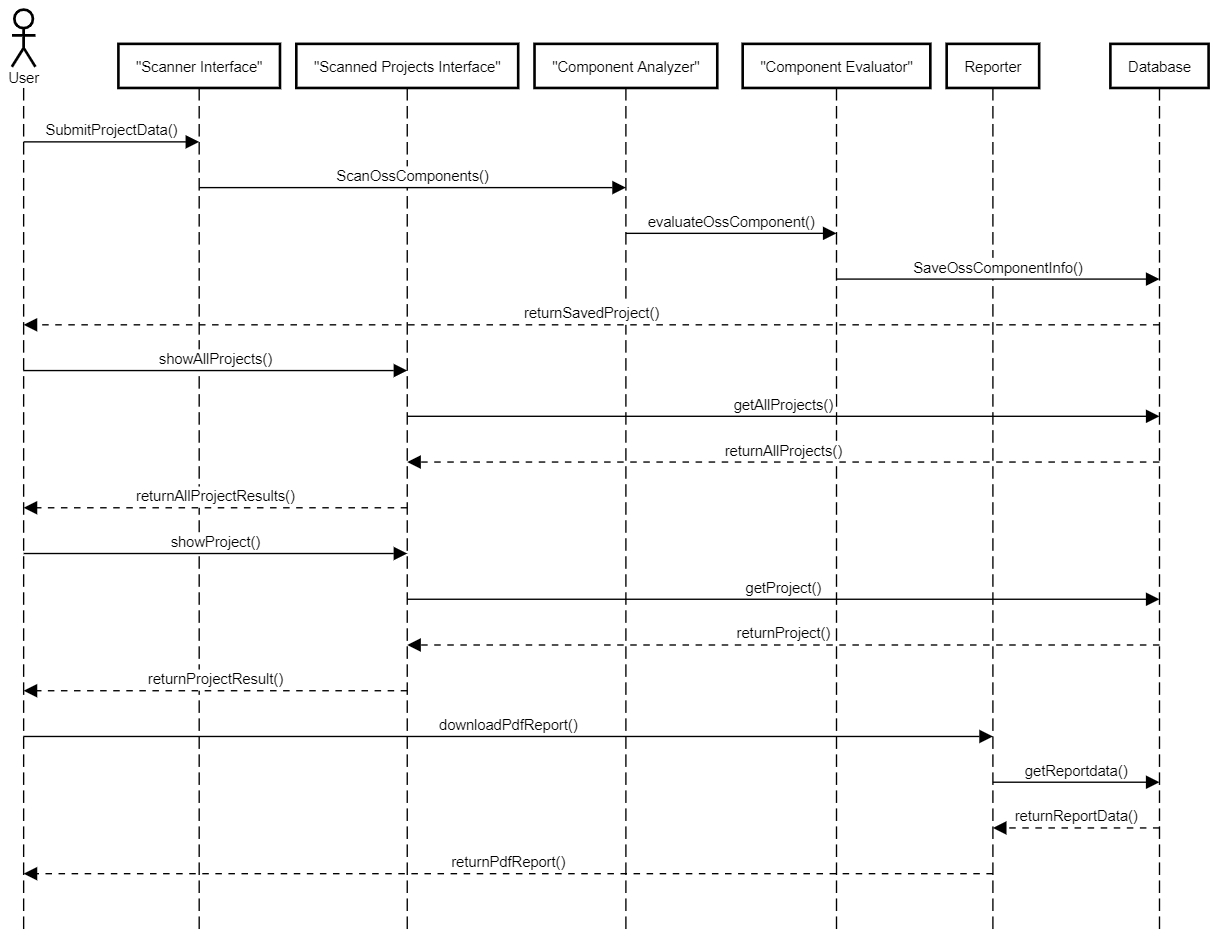 User
"Scanner Interface"
"Scanned Projects Interface"
"Component Analyzer"
"Component Evaluator"
Reporter
Database
SubmitProjectData()
ScanOssComponents()
evaluateOssComponent()
SaveOssComponentInfo()
returnSavedProject()
showAllProjects()
getAllProjects()
returnAllProjects()
returnAllProjectResults()
showProject()
getProject()
returnProject()
returnProjectResult()
downloadPdfReport()
getReportdata()
returnReportData()
returnPdfReport()